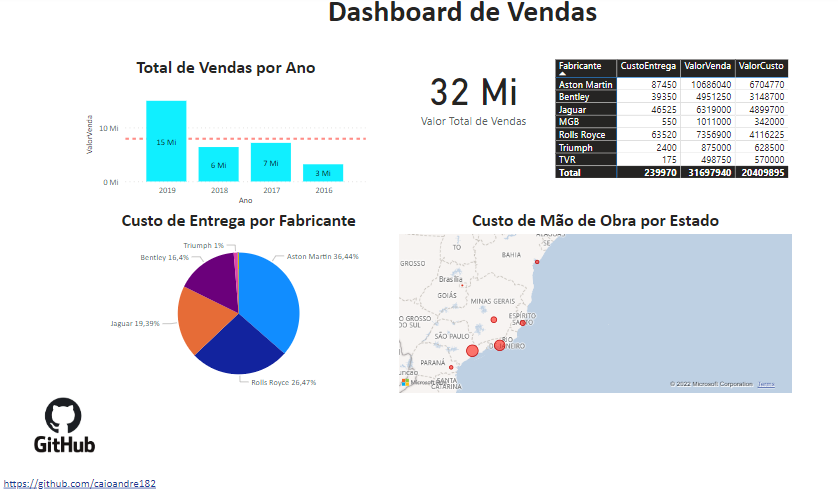 Dashboard de Vendas
Total de Vendas por Ano
ValorVenda
10 Mi
0 Mi
15 Mi
6 Mi
7 Mi
3 Mi
2019
2018
2017
2016
Ano
32 Mi
Valor Total de Vendas
Fabricante CustoEntrega ValorVenda ValorCusto
Aston Martin 87450 10686040 6704770
Bentley 39350 4951250 3148700
Jaguar 46525 6319000 4899700
MGB 550 1011000 342000
Rolls Royce 63520 7356900 4116225
Triumph 2400 875000 628500
TVR 175 498750 570000
Total 239970 31697940 20409895
Custo de Entrega por Fabricante
Triumph 1%
Bentley 16,4%
Aston Martin 36,44%
Jaguar 19,39%
Rolls Royce 26,47%
Custo de Mão de Obra por Estado
TO
SE
GROSSO
BAHIA
Brasília
GOIÁS
MINAS GERAIS
O GROSSO
DO SUL
ESPÍRITO
SANTO
SÃO PAULO
RIO
DE JANEIRO
PARANÁ
SANTA
CATARINA
© 2022 Microsoft Corporation Terms
GitHub
https://github.com/caioandre182